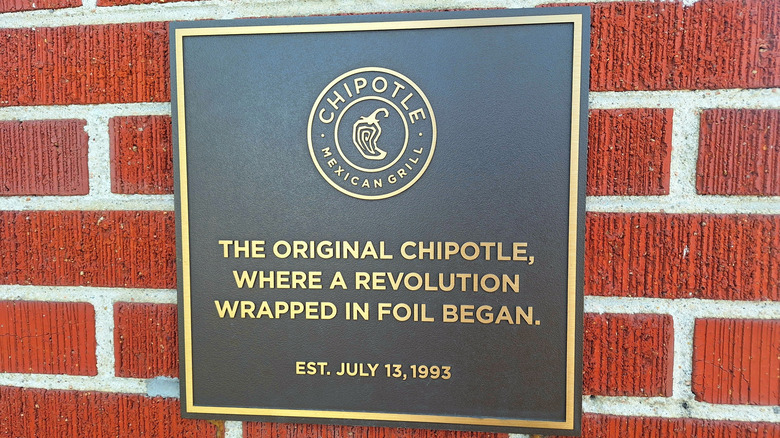 CHIPOTLE
MEXICAN GRILL
THE ORIGINAL CHIPOTLE,
WHERE A REVOLUTION
WRAPPED IN FOIL BEGAN.
EST. JULY 13, 1993